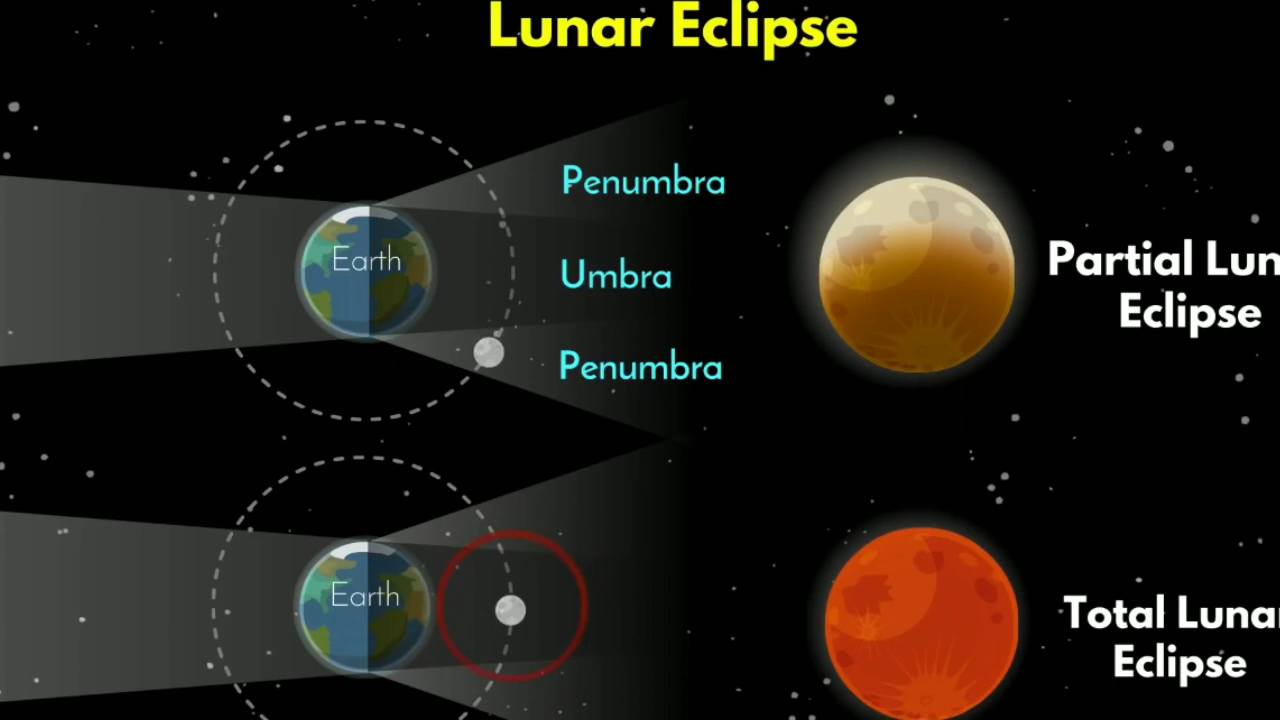 Lunar Eclipse
Penumbra
Earth
Umbra
Penumbra
Partial Lun
Eclipse
Earth
Total Lunar
Eclipse